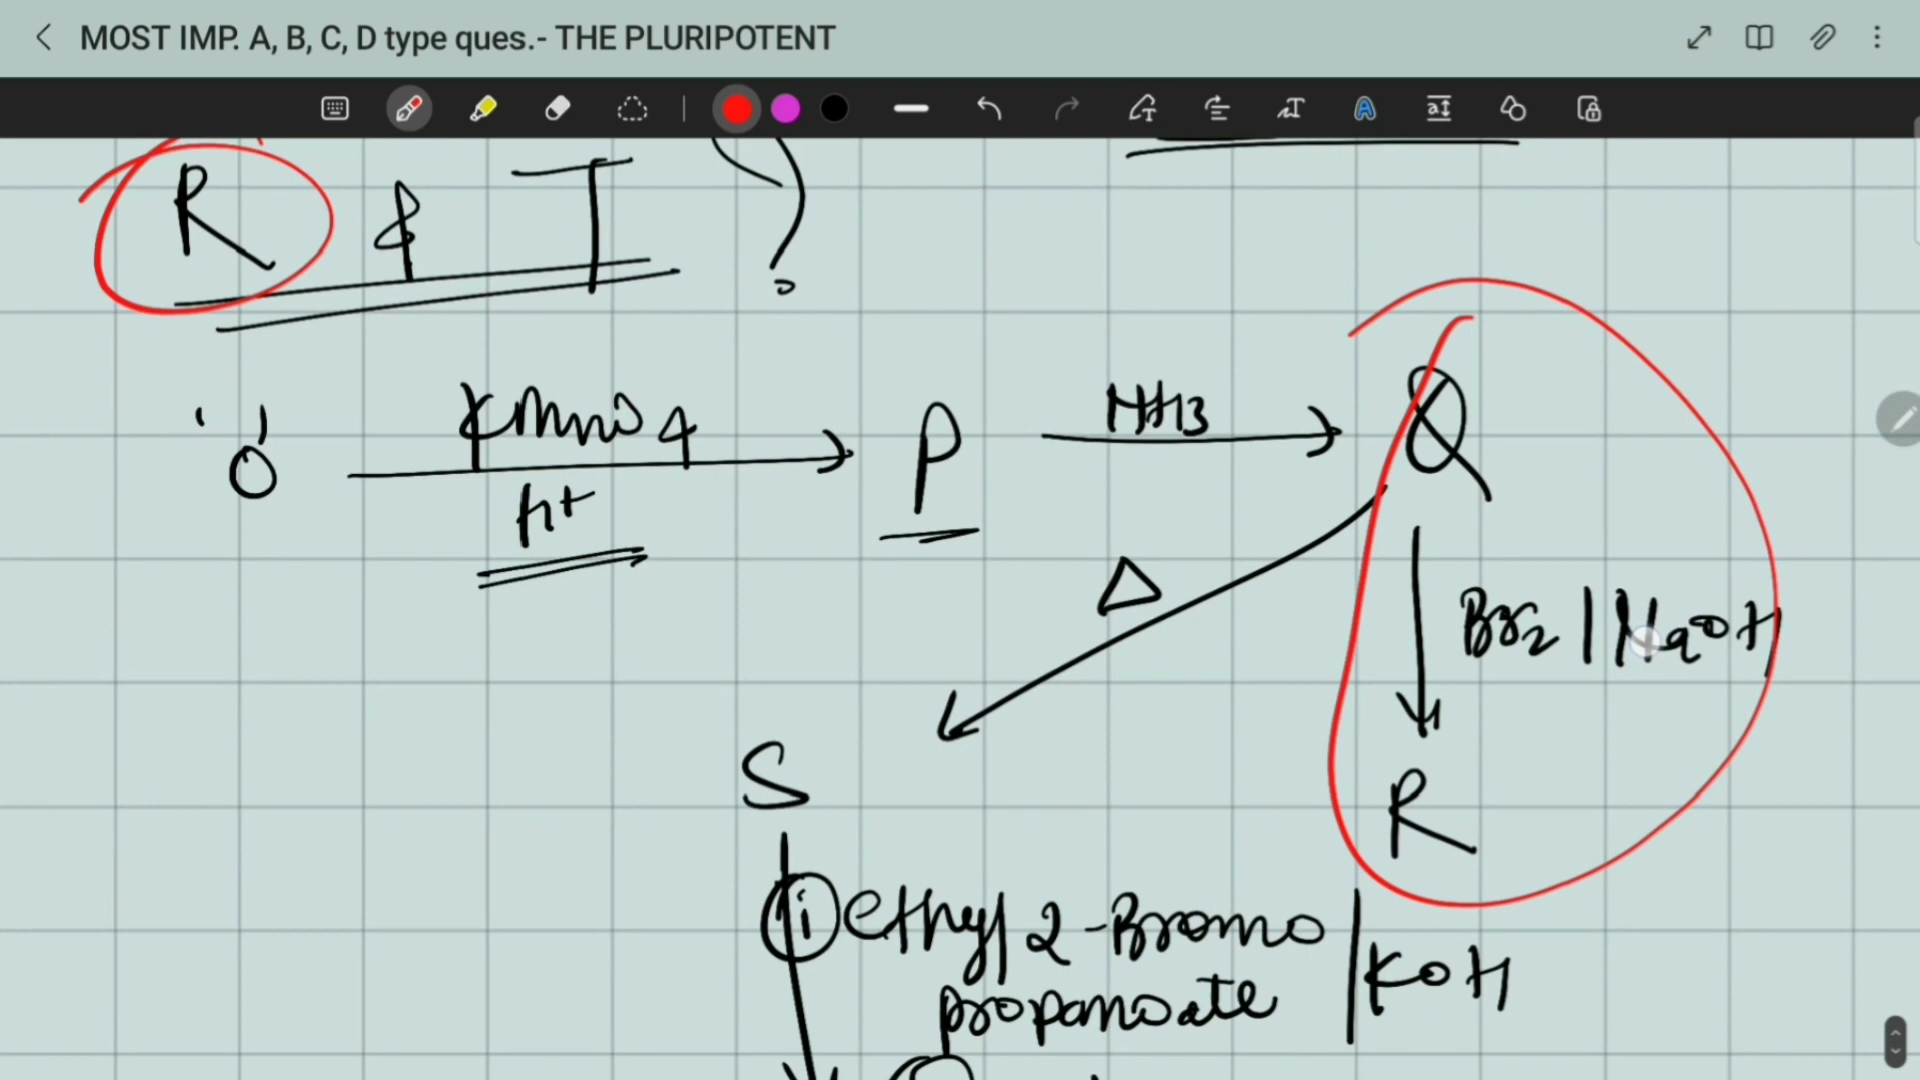 MOST IMP. A, B, C, D type ques.- THE PLURIPOTENT
R & T ?
'O' KMnO4 P NH3 Q
H+
Δ
Br2 | NaOH
S
R
i ethyl 2-Bromo
propanoate / KOH